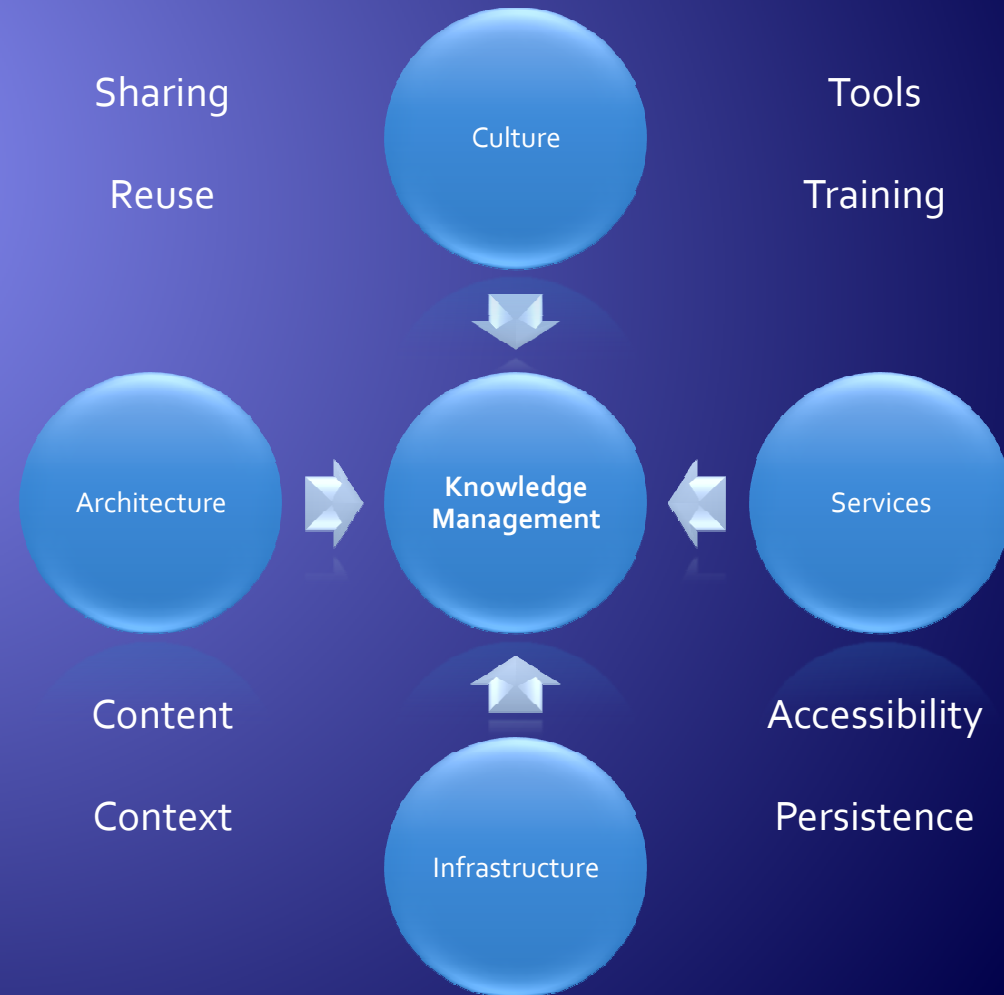 Sharing
Tools
Culture
Reuse
Training
Architecture
Knowledge
Management
Services
Content
Accessibility
Context
Persistence
Infrastructure